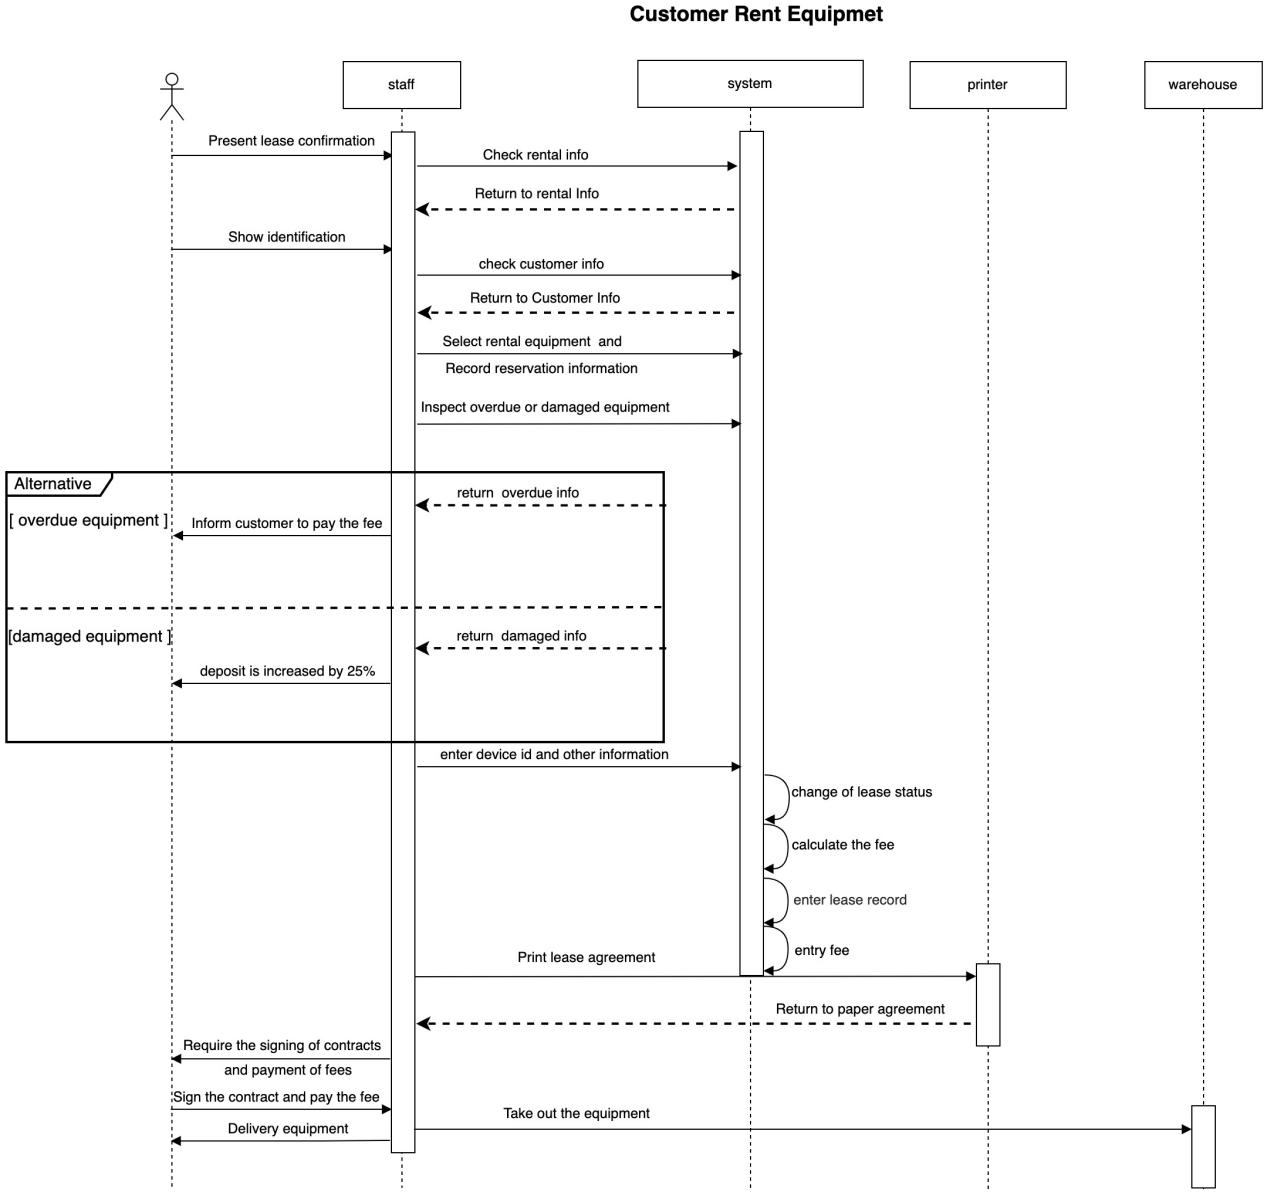 Customer Rent Equipmet
staff
system
printer
warehouse
Present lease confirmation
Check rental info
Return to rental Info
Show identification
check customer info
Return to Customer Info
Select rental equipment and
Record reservation information
Inspect overdue or damaged equipment
Alternative
return overdue info
[ overdue equipment ]
Inform customer to pay the fee
[damaged equipment ]
return damaged info
deposit is increased by 25%
enter device id and other information
change of lease status
calculate the fee
enter lease record
entry fee
Print lease agreement
Return to paper agreement
Require the signing of contracts
and payment of fees
Sign the contract and pay the fee
Take out the equipment
Delivery equipment